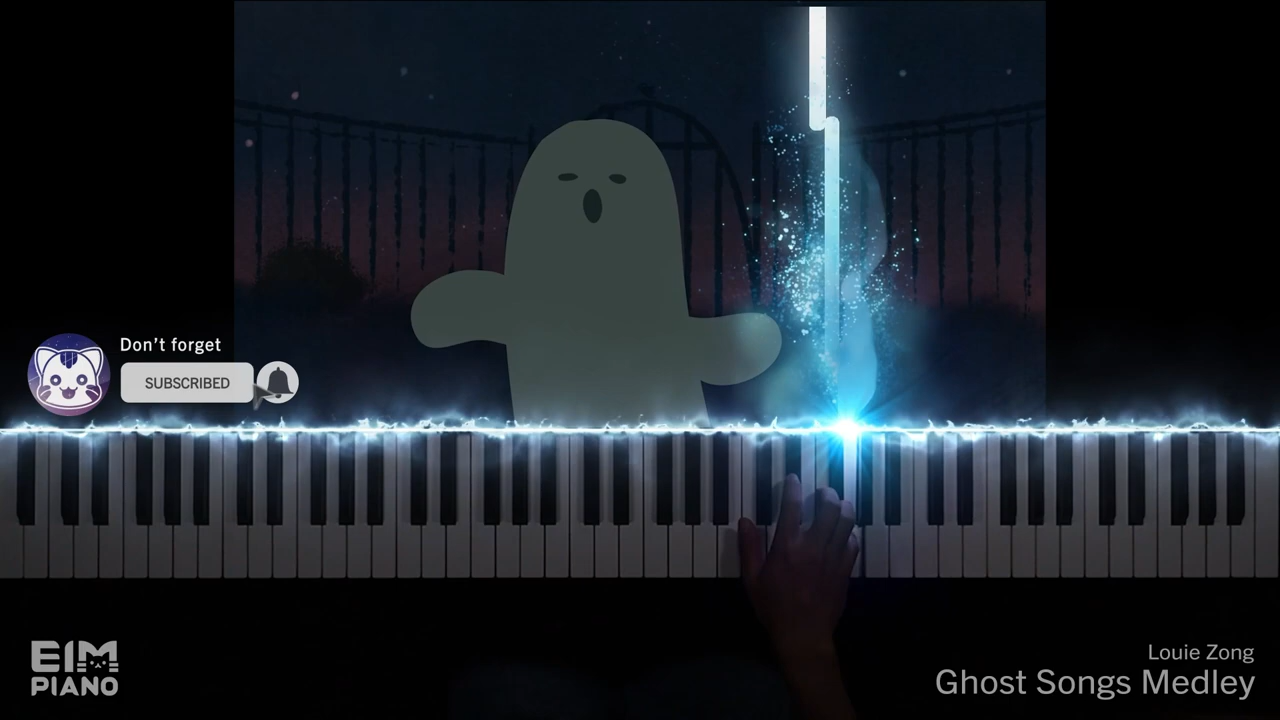 Don't forget
SUBSCRIBED
EIM
PIANO
Louie Zong
Ghost Songs Medley